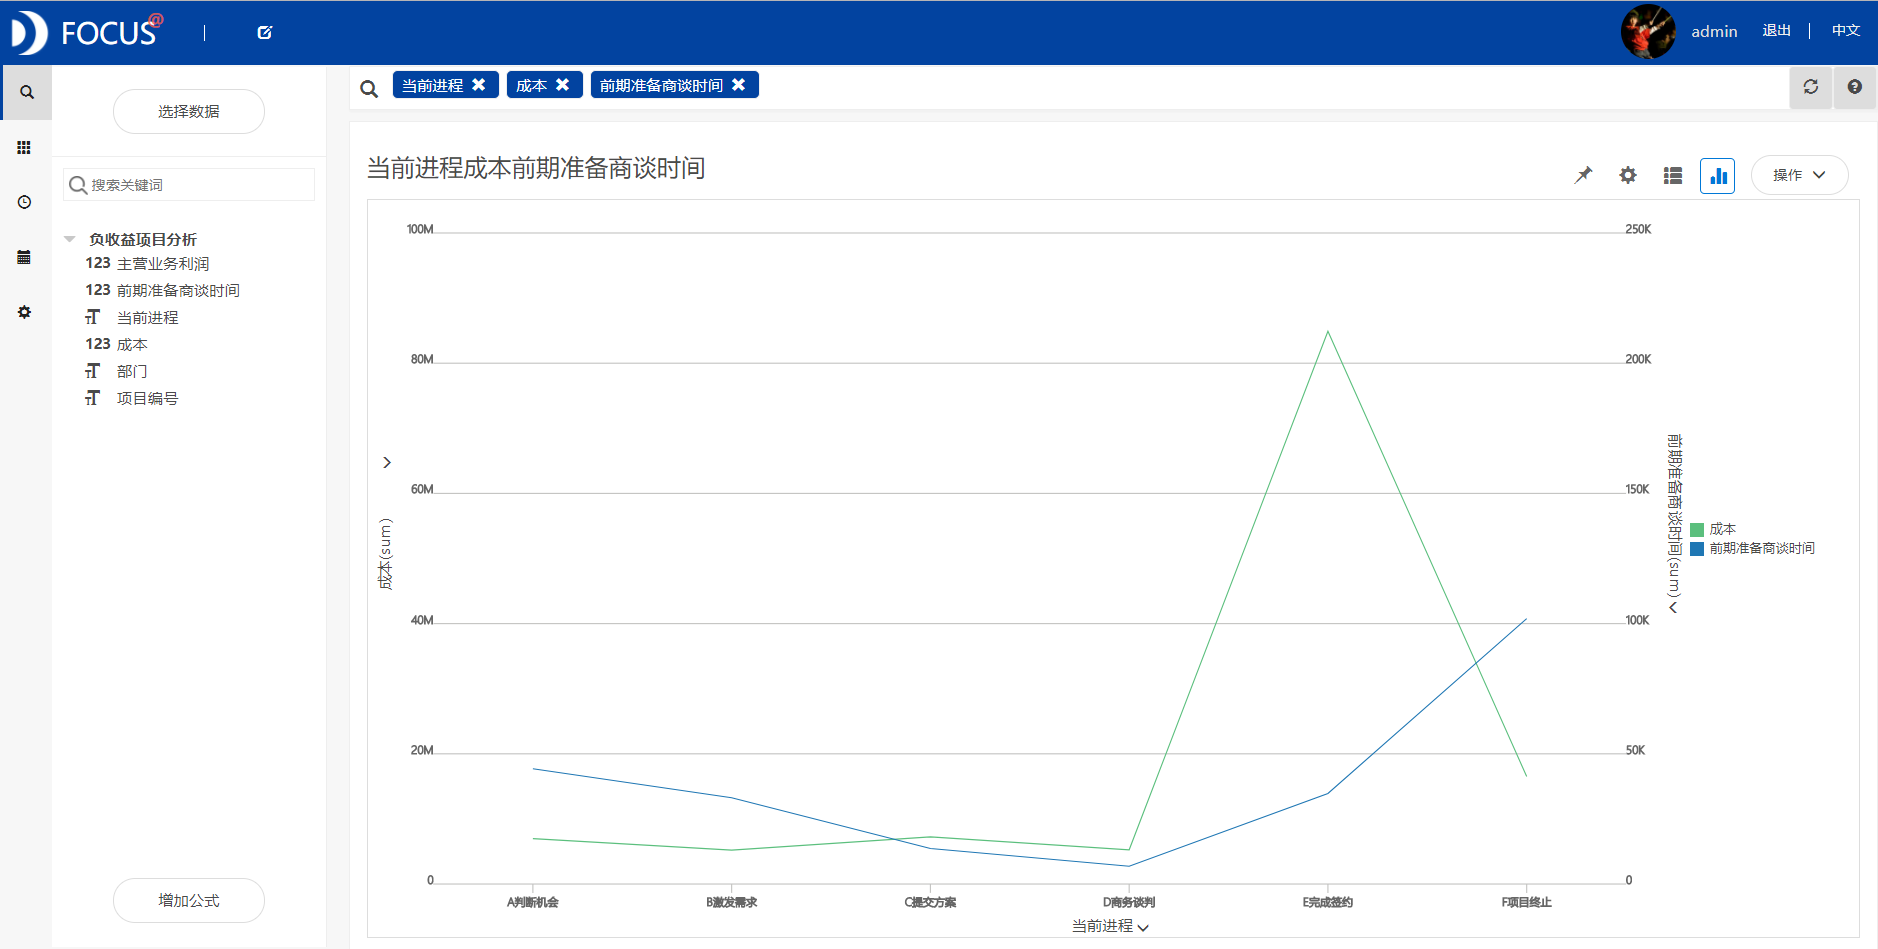 FOCUS@
admin
退出
中文
当前进程
成本
前期准备商谈时间
选择数据
搜索关键词
负收益项目分析
123 主营业务利润
123 前期准备商谈时间
TT 当前进程
123 成本
TT 部门
TT 项目编号
增加公式
当前进程成本前期准备商谈时间
操作
100M
80M
60M
40M
20M
0
成本(sum)
250K
200K
150K
100K
50K
0
前期准备商谈时间(sum)
成本
前期准备商谈时间
A判断机会
B激发需求
C提交方案
D商务谈判
E完成签约
F项目终止
当前进程